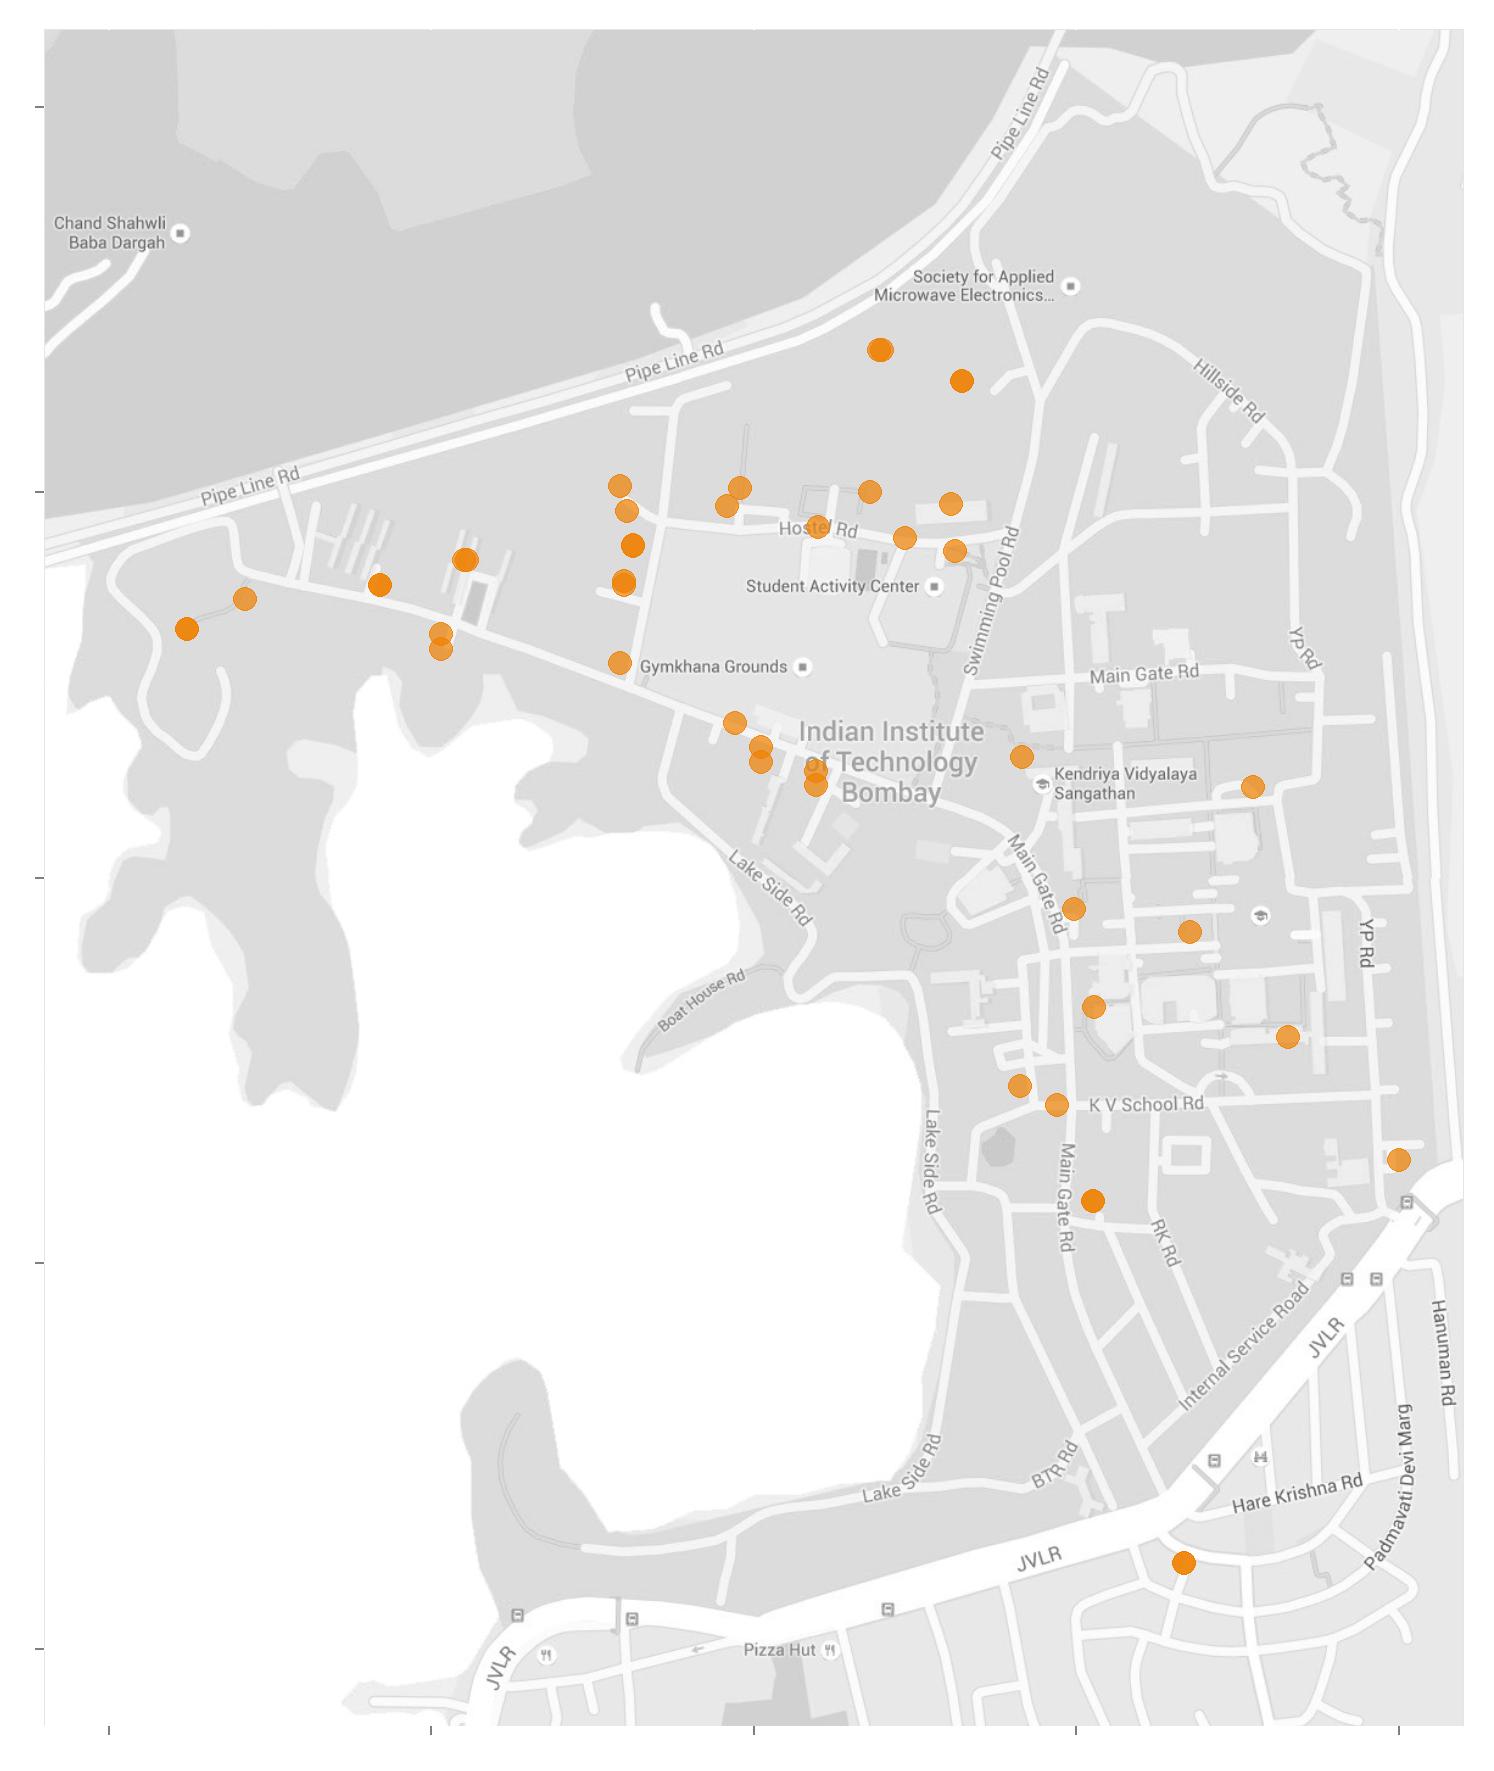 Pipe Line Rd
Chand Shahwli
Baba Dargah
Society for Applied
Microwave Electronics...
Pipe Line Rd
Hillside Rd
Pipe Line Rd
Hostel Rd
Swimming Pool Rd
Student Activity Center
YP Rd
Gymkhana Grounds
Main Gate Rd
Indian Institute
of Technology
Bombay
Kendriya Vidyalaya
Sangathan
Main Gate Rd
Lake Side Rd
YP Rd
Boat House Rd
K V School Rd
Lake Side Rd
Main Gate Rd
RK Rd
Internal Service Road
JVLR
Hanuman Rd
Padmavati Devi Marg
Lake Side Rd
BTR Rd
Hare Krishna Rd
JVLR
JVLR
Pizza Hut